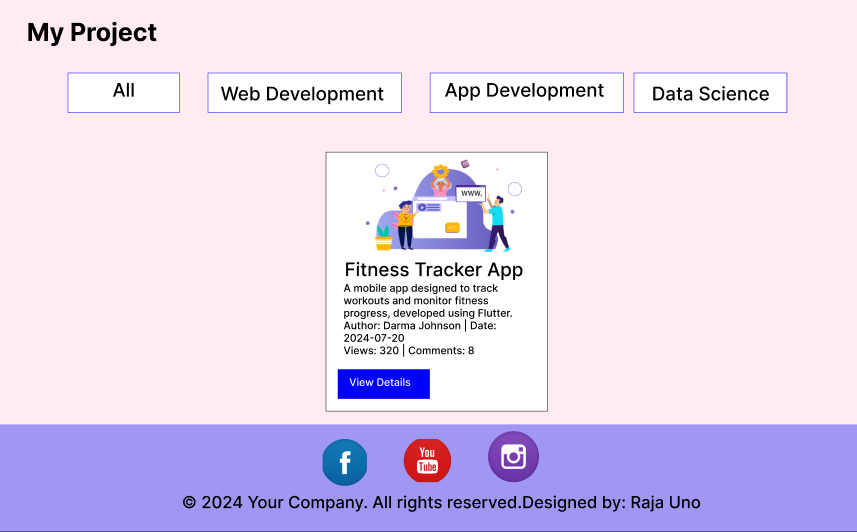 My Project
All
Web Development
App Development
Data Science
WWW.
Fitness Tracker App
A mobile app designed to track
workouts and monitor fitness
progress, developed using Flutter.
Author: Darma Johnson | Date:
2024-07-20
Views: 320 | Comments: 8
View Details
f
You
Tube
© 2024 Your Company. All rights reserved.Designed by: Raja Uno